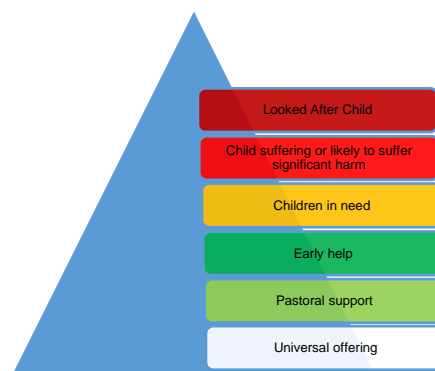 Looked After Child
Child suffering or likely to suffer
significant harm
Children in need
Early help
Pastoral support
Universal offering